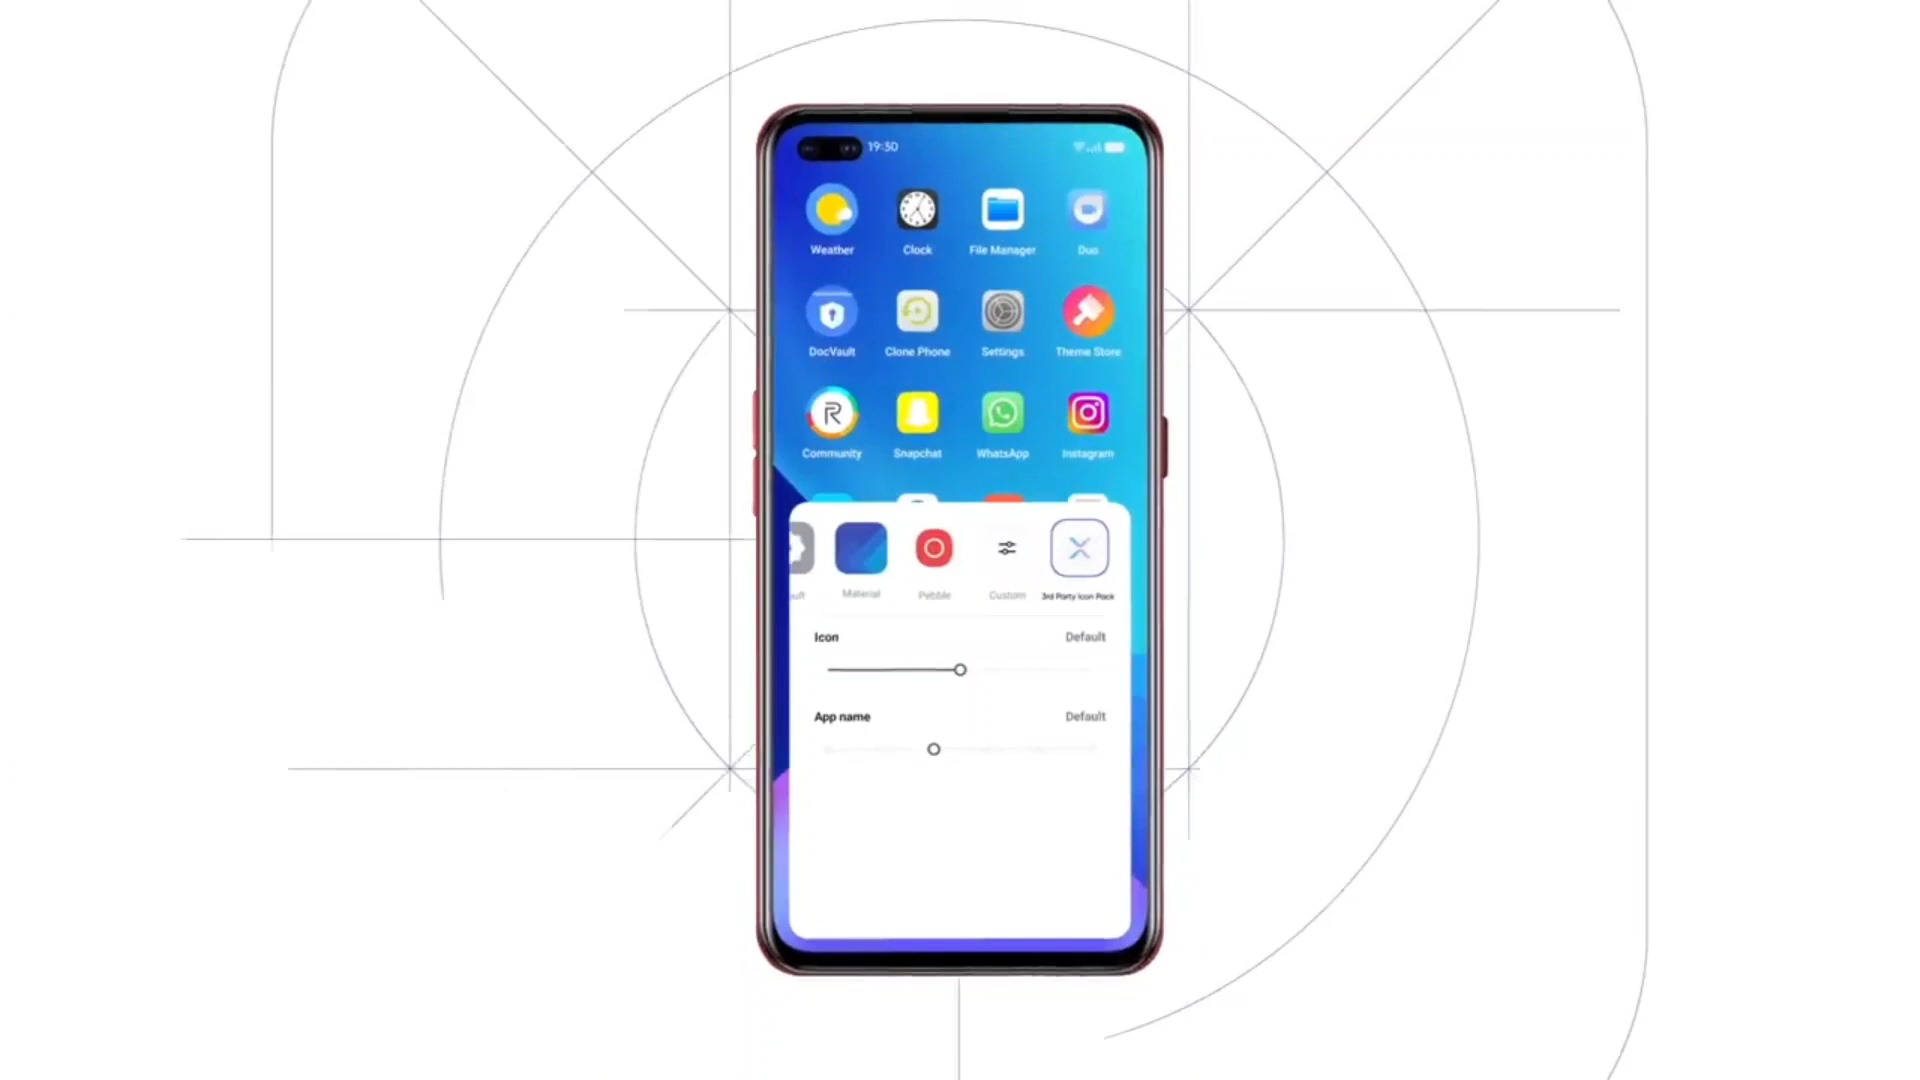 19:30
Weather Clock File Manager Duo
DocVault Clone Phone Settings Theme Store
Community Snapchat WhatsApp Instagram
Material Pebble Custom 3rd Party Icon Pack
Icon Default
App name Default